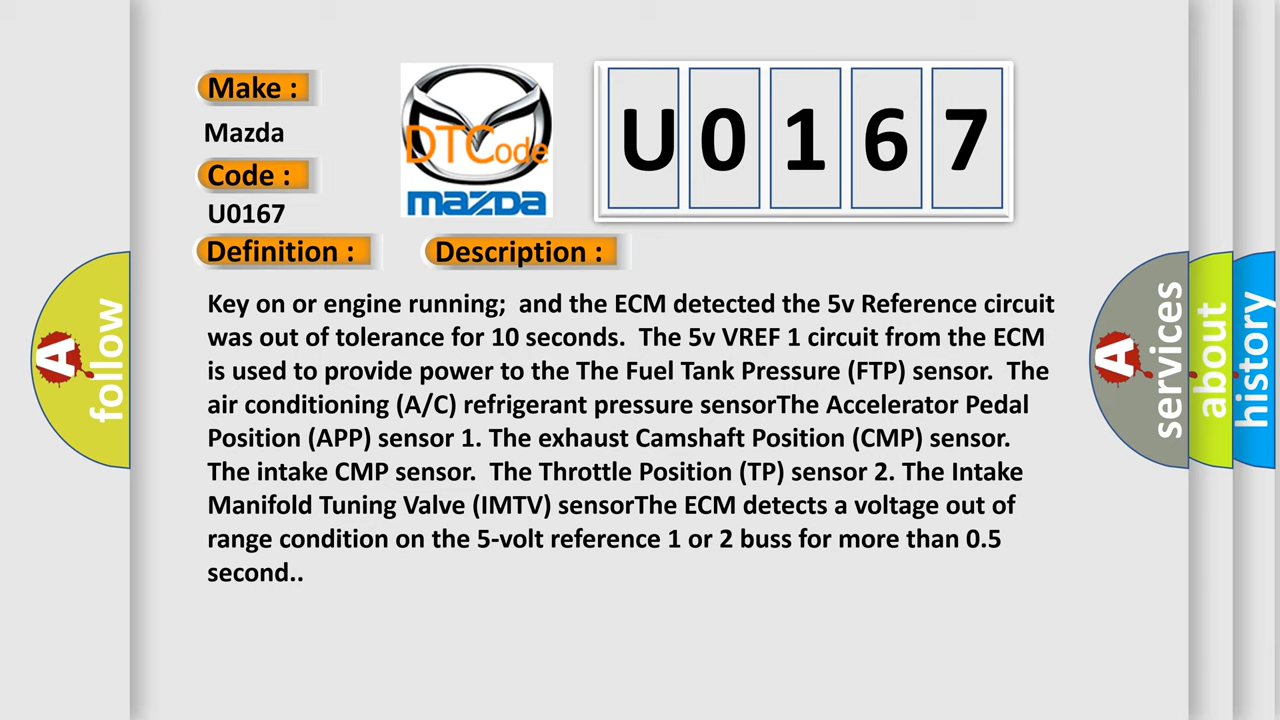 Make :
Mazda
Code :
U0167
Definition :
Description :
DTCode
mazda
U0167
Key on or engine running;  and the ECM detected the 5v Reference circuit
was out of tolerance for 10 seconds.  The 5v VREF 1 circuit from the ECM
is used to provide power to the The Fuel Tank Pressure (FTP) sensor.  The
air conditioning (A/C) refrigerant pressure sensorThe Accelerator Pedal
Position (APP) sensor 1. The exhaust Camshaft Position (CMP) sensor.
The intake CMP sensor.  The Throttle Position (TP) sensor 2. The Intake
Manifold Tuning Valve (IMTV) sensorThe ECM detects a voltage out of
range condition on the 5-volt reference 1 or 2 buss for more than 0.5
second..
A
follow
A
services
about
history